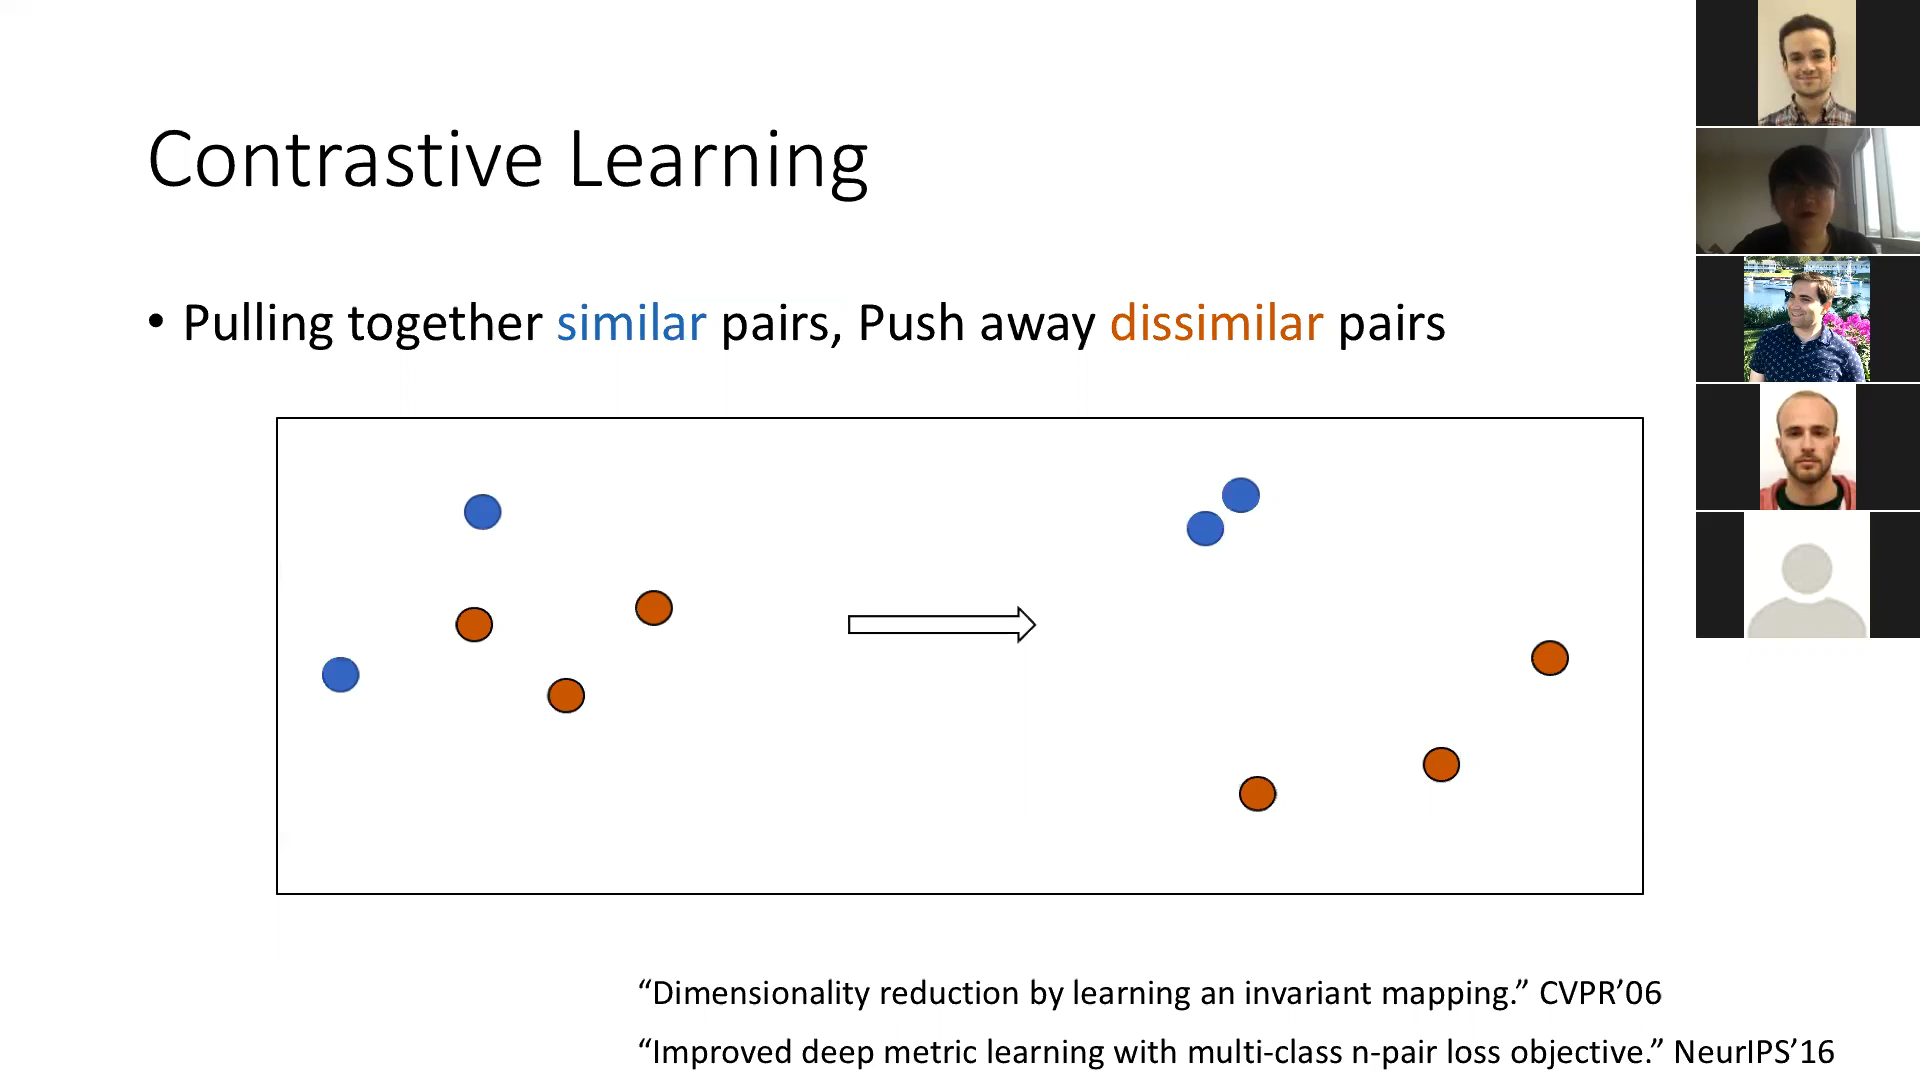 Contrastive Learning
• Pulling together similar pairs, Push away dissimilar pairs
“Dimensionality reduction by learning an invariant mapping.” CVPR’06
“Improved deep metric learning with multi-class n-pair loss objective.” NeurIPS’16